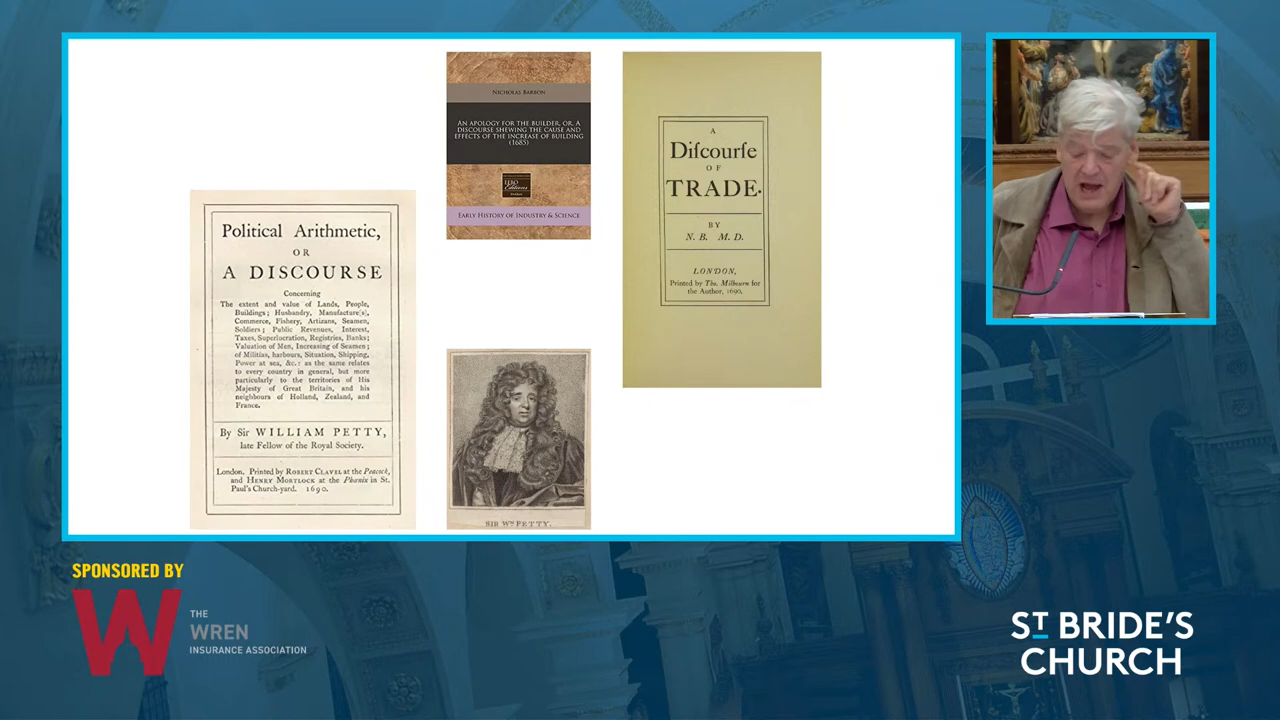 Political Arithmetic,
OR
A DISCOURSE
Concerning
The extent and value of Lands, People,
Buildings; Husbandry, Manufacture[s],
Commerce, Fishery, Artizans, Seamen,
Soldiers; Public Revenues, Interest,
Taxes, Superlucration, Registries, Banks;
Valuation of Men, Increasing of Seamen;
of Militias, harbours, Situation, Shipping,
Power at sea, &c.: as the same relates
to every country in general, but more
particularly to the territories of His
Majesty of Great Britain, and his
neighbours of Holland, Zealand, and
France.
By Sir WILLIAM PETTY,
late Fellow of the Royal Society.
London. Printed by ROBERT CLAVEL at the Peacock,
and HENRY MORTLOCK at the Phœnix in St.
Paul's Church-yard. 1690.
NICHOLAS BARBON
AN APOLOGY FOR THE BUILDER, OR, A
DISCOURSE SHEWING THE CAUSE AND
EFFECTS OF THE INCREASE OF BUILDING
(1685)
Editions
EARLY HISTORY OF INDUSTRY & SCIENCE
SIR Wᴹ PETTY.
A
Diſcourſe
OF
TRADE.
BY
N. B. M. D.
LONDON,
Printed by Tho. Milbourn for
the Author, 1690.
SPONSORED BY
W
THE
WREN
INSURANCE ASSOCIATION
ST BRIDE'S
CHURCH